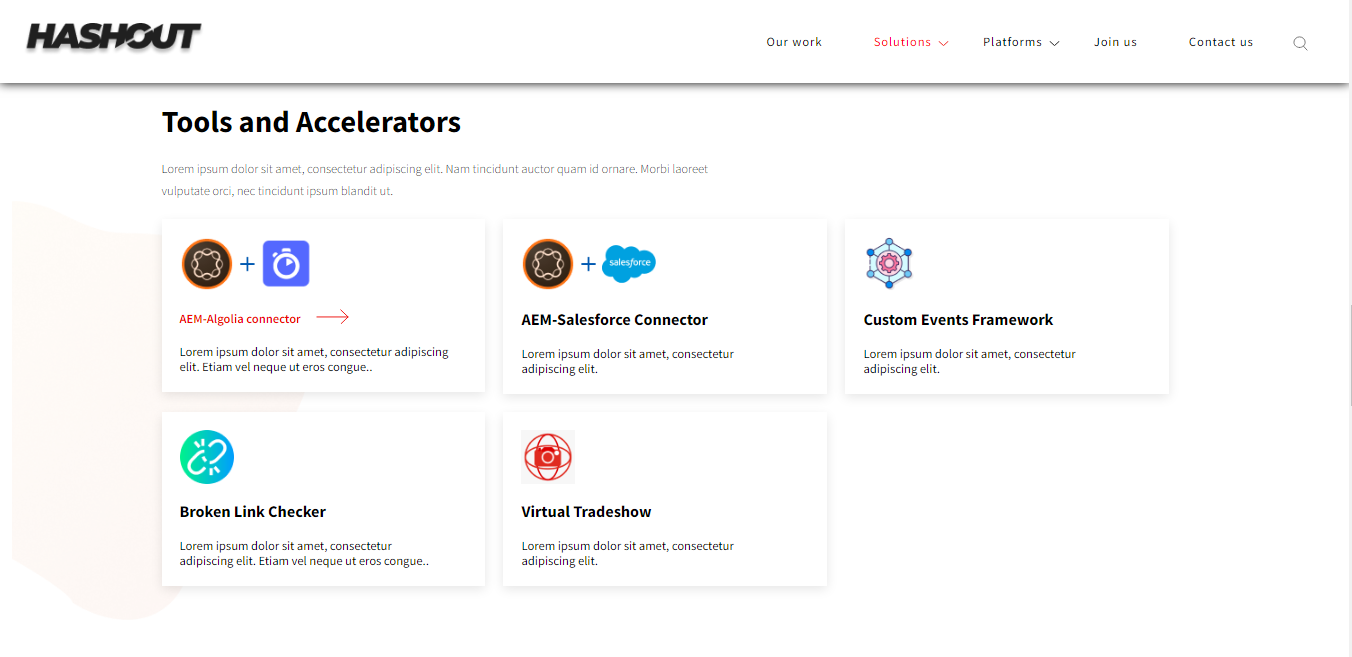 HASHOUT
Our work
Solutions
Platforms
Join us
Contact us
Tools and Accelerators
Lorem ipsum dolor sit amet, consectetur adipiscing elit. Nam tincidunt auctor quam id ornare. Morbi laoreet
vulputate orci, nec tincidunt ipsum blandit ut.
+
AEM-Algolia connector
Lorem ipsum dolor sit amet, consectetur adipiscing
elit. Etiam vel neque ut eros congue..
+
salesforce
AEM-Salesforce Connector
Lorem ipsum dolor sit amet, consectetur
adipiscing elit.
Custom Events Framework
Lorem ipsum dolor sit amet, consectetur
adipiscing elit.
Broken Link Checker
Lorem ipsum dolor sit amet, consectetur
adipiscing elit. Etiam vel neque ut eros congue..
Virtual Tradeshow
Lorem ipsum dolor sit amet, consectetur
adipiscing elit.